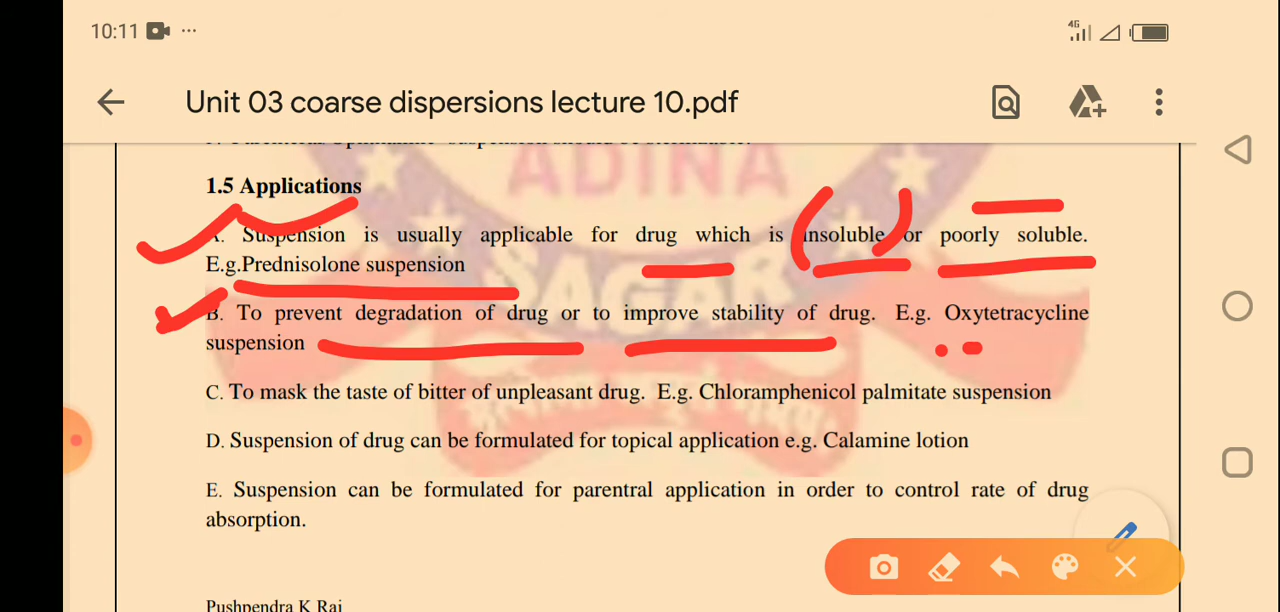 10:11 ...
4G
Unit 03 coarse dispersions lecture 10.pdf
ADINA
1.5 Applications
A. Suspension is usually applicable for drug which is insoluble or poorly soluble.
E.g.Prednisolone suspension
SAGAR
B. To prevent degradation of drug or to improve stability of drug. E.g. Oxytetracycline
suspension
C. To mask the taste of bitter of unpleasant drug. E.g. Chloramphenicol palmitate suspension
D. Suspension of drug can be formulated for topical application e.g. Calamine lotion
E. Suspension can be formulated for parentral application in order to control rate of drug
absorption.
Pushpendra K Rai